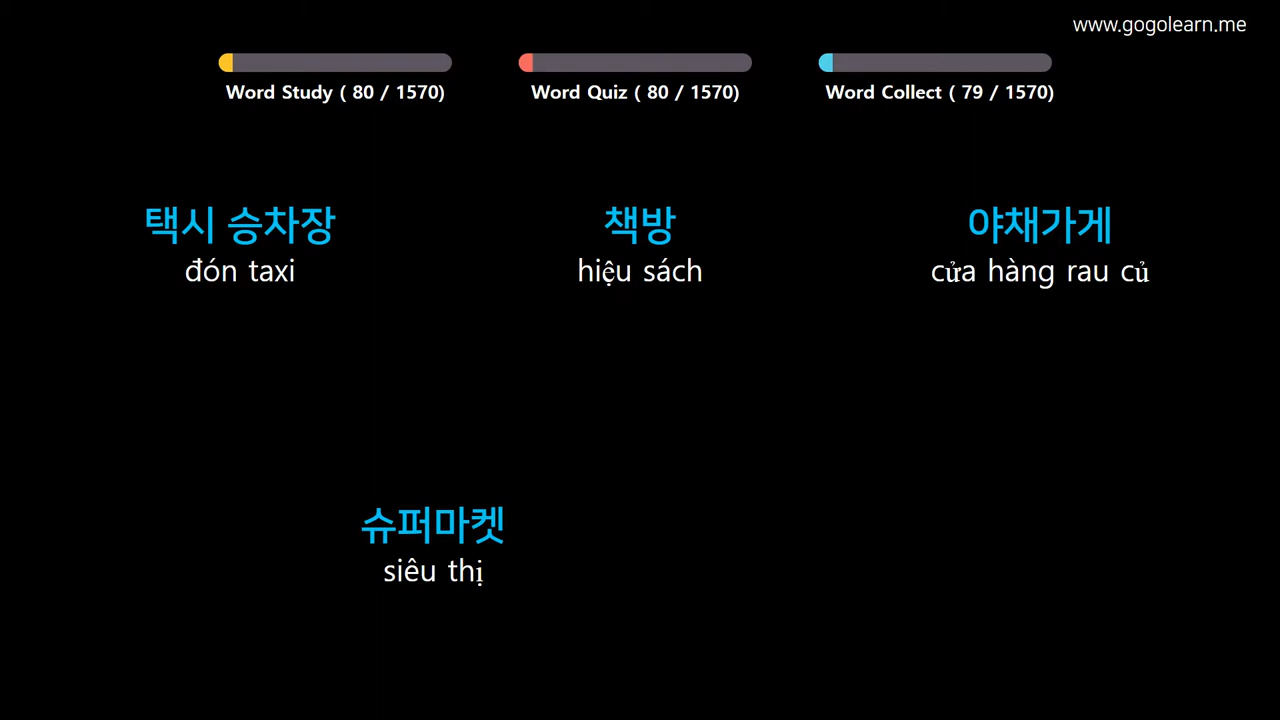 www.gogolearn.me
Word Study ( 80 / 1570)
Word Quiz ( 80 / 1570)
Word Collect ( 79 / 1570)
택시 승차장
đón taxi
책방
hiệu sách
야채가게
cửa hàng rau củ
슈퍼마켓
siêu thị